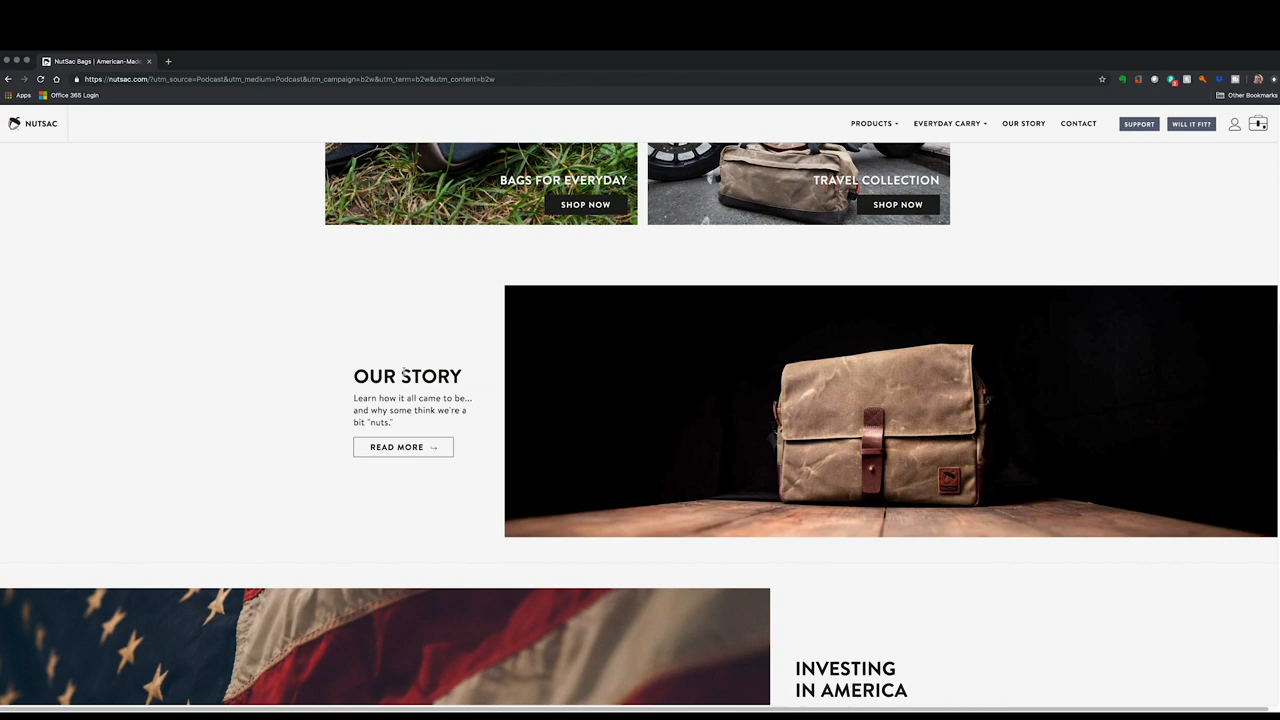 NutSac Bags | American-Made
https://nutsac.com/?utm_source=Podcast&utm_medium=Podcast&utm_campaign=b2w&utm_term=b2w&utm_content=b2w
Apps Office 365 Login Other Bookmarks
NUTSAC PRODUCTS EVERYDAY CARRY OUR STORY CONTACT SUPPORT WILL IT FIT?
BAGS FOR EVERYDAY
SHOP NOW
TRAVEL COLLECTION
SHOP NOW
OUR STORY
Learn how it all came to be...
and why some think we're a
bit "nuts."
READ MORE →
INVESTING
IN AMERICA